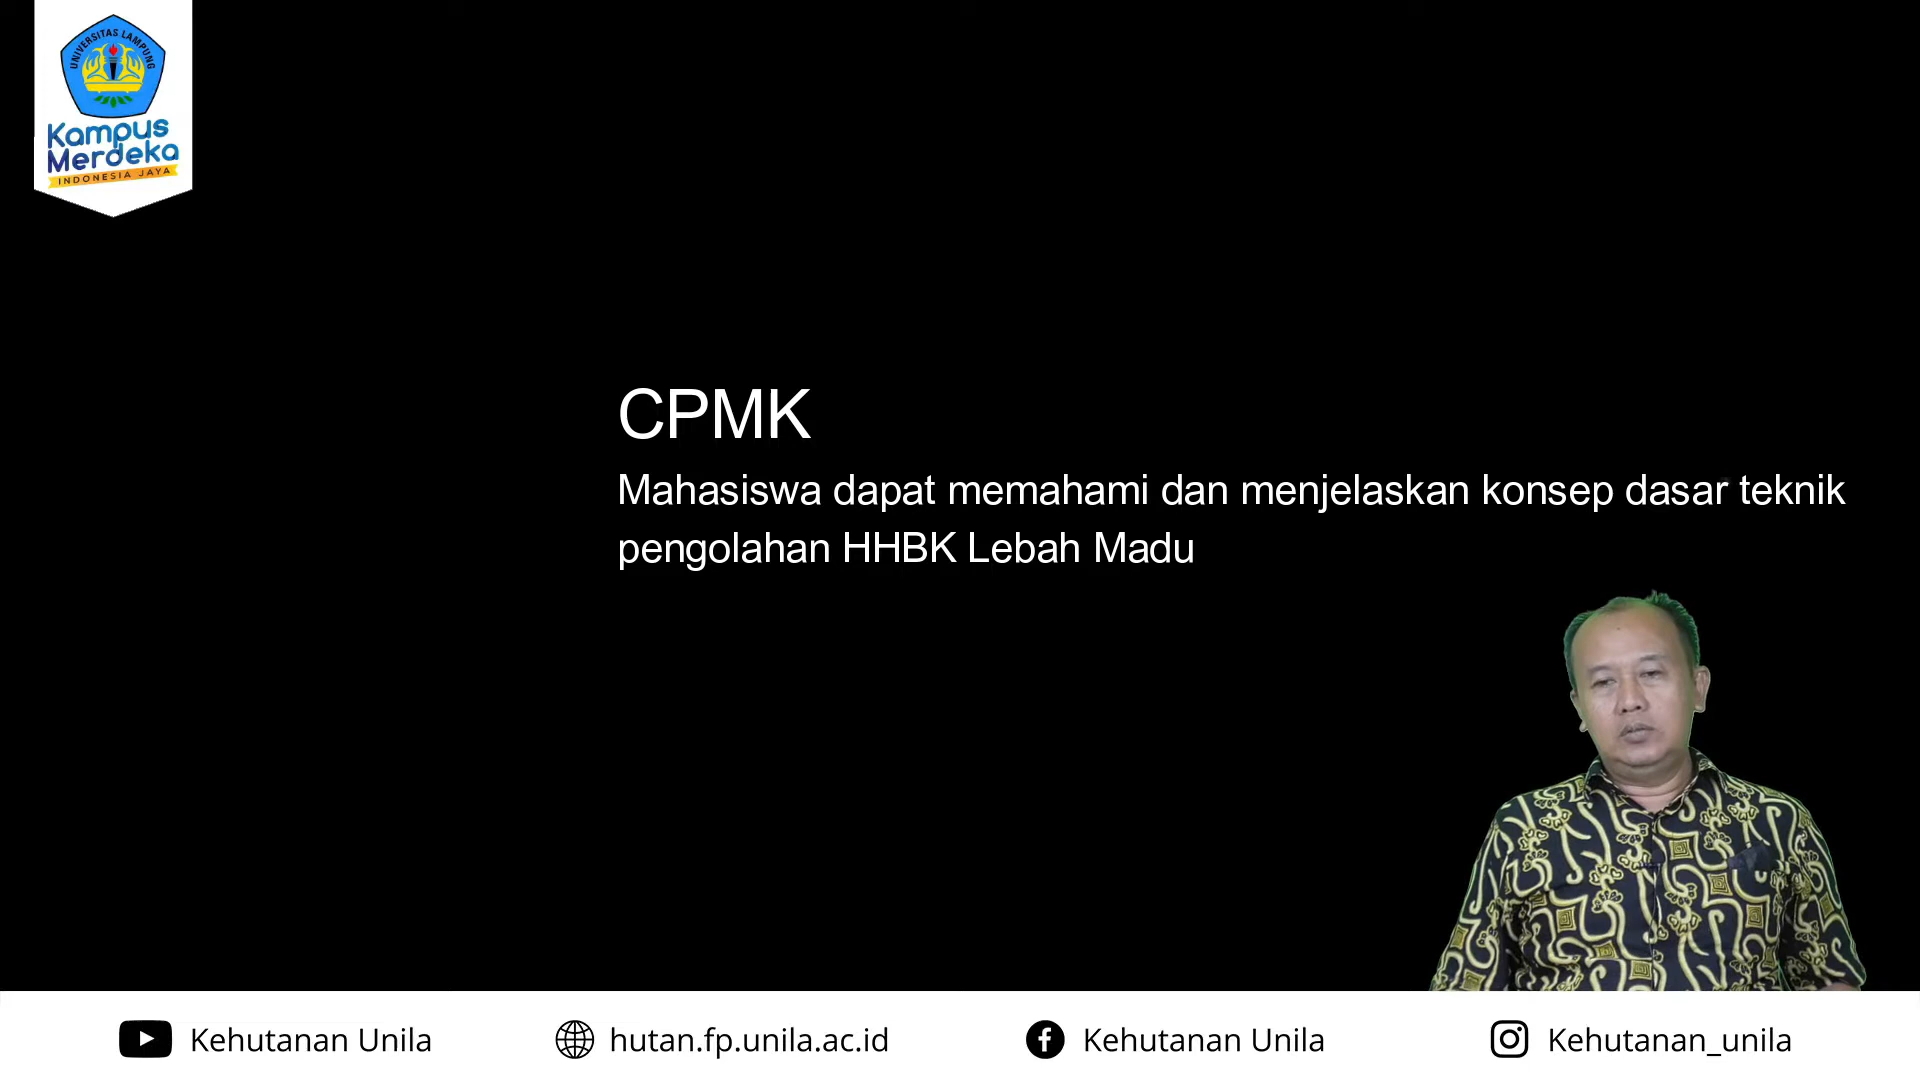 UNIVERSITAS LAMPUNG
Kampus
Merdeka
INDONESIA JAYA
CPMK
Mahasiswa dapat memahami dan menjelaskan konsep dasar teknik
pengolahan HHBK Lebah Madu
Kehutanan Unila
hutan.fp.unila.ac.id
Kehutanan Unila
Kehutanan_unila